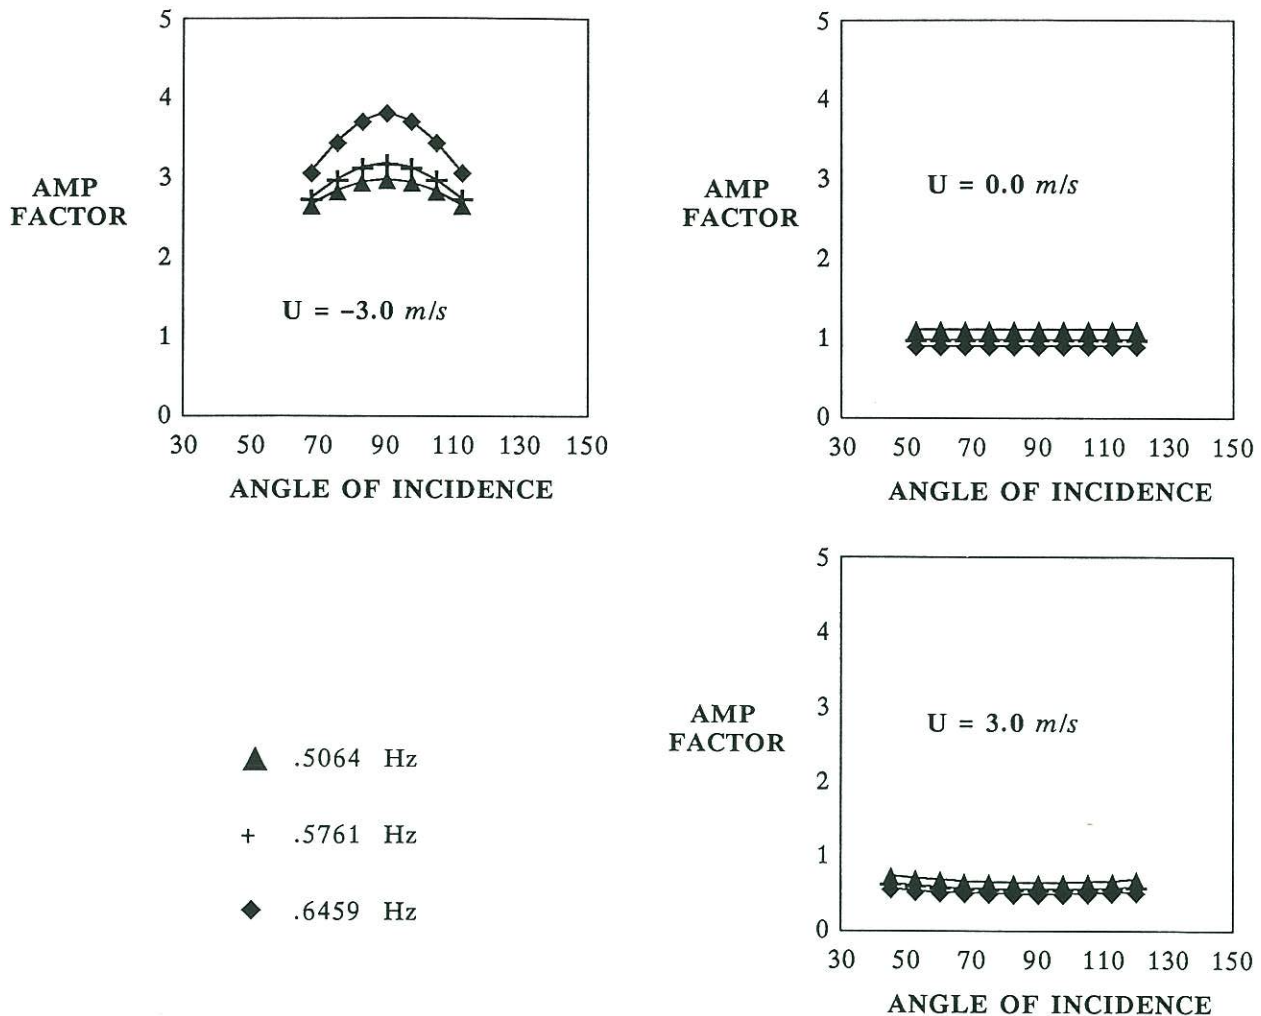 5
4
3
2
1
0
AMP
FACTOR
U = −3.0 m/s
30 50 70 90 110 130 150
ANGLE OF INCIDENCE
5
4
3
2
1
0
AMP
FACTOR
U = 0.0 m/s
30 50 70 90 110 130 150
ANGLE OF INCIDENCE
.5064 Hz
+ .5761 Hz
.6459 Hz
5
4
3
2
1
0
AMP
FACTOR
U = 3.0 m/s
30 50 70 90 110 130 150
ANGLE OF INCIDENCE